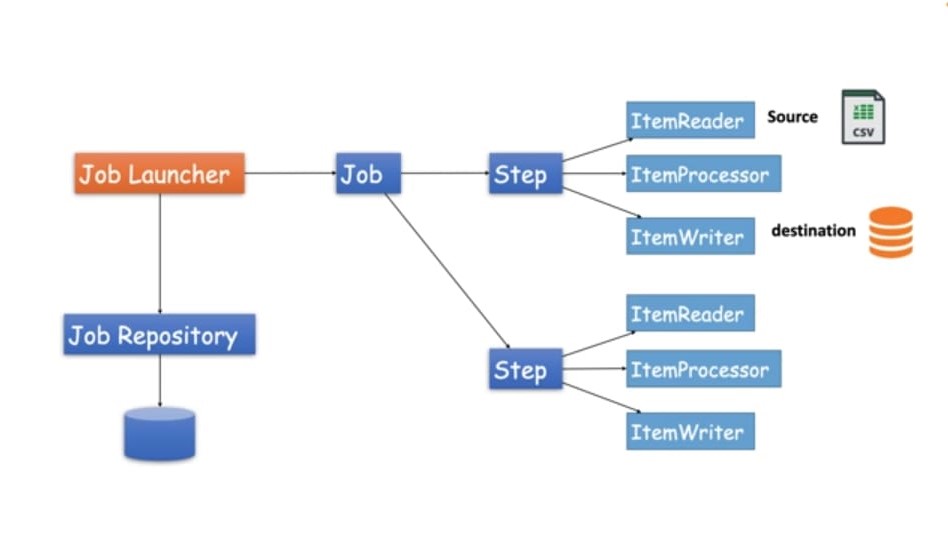 Job Launcher
Job
Step
ItemReader
Source
CSV
ItemProcessor
ItemWriter
destination
Job Repository
Step
ItemReader
ItemProcessor
ItemWriter